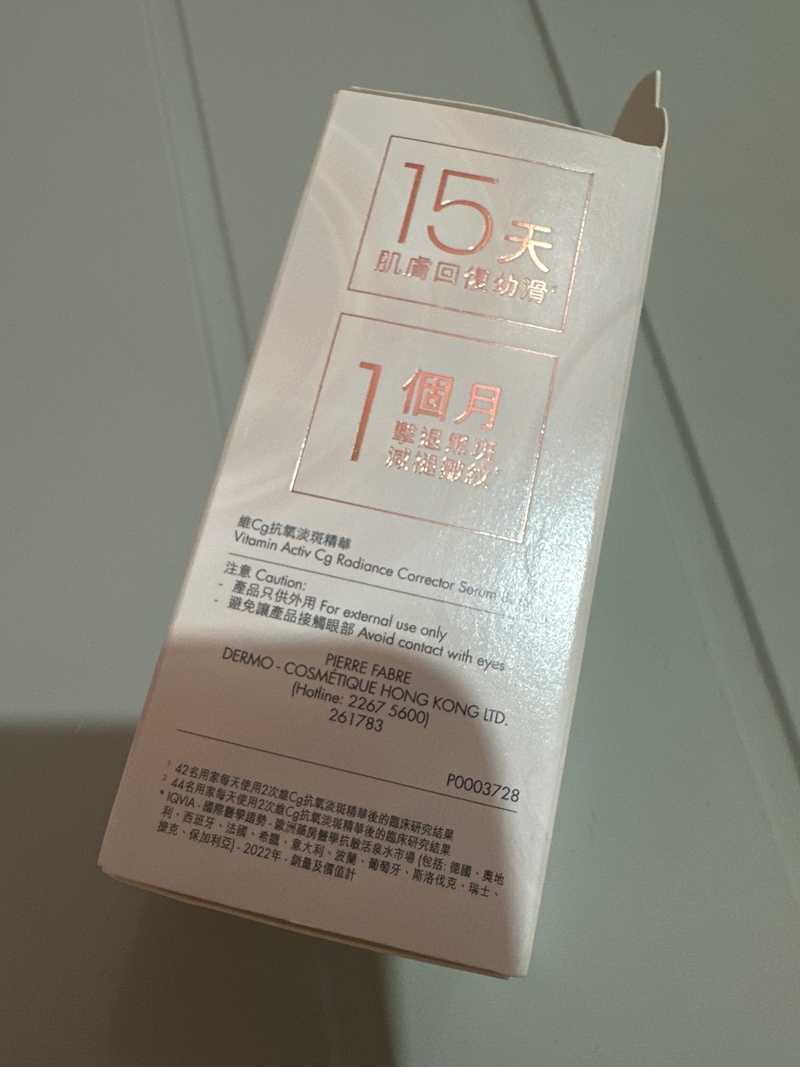 15天
肌膚回復幼滑
1個月
擊退黑斑
減褪皺紋
維Cg抗氧淡斑精華
Vitamin Activ Cg Radiance Corrector Serum
注意 Caution:
- 產品只供外用 For external use only
- 避免讓產品接觸眼部 Avoid contact with eyes
PIERRE FABRE
DERMO - COSMÉTIQUE HONG KONG LTD.
(Hotline: 2267 5600)
261783
P0003728
¹ 42名用家每天使用2次維Cg抗氧淡斑精華後的臨床研究結果
² 44名用家每天使用2次維Cg抗氧淡斑精華後的臨床研究結果
* IQVIA - 國際醫學趨勢 - 歐洲藥房醫學抗敏活泉水市場 (包括: 德國、奧地
利、西班牙、法國、希臘、意大利、波蘭、葡萄牙、斯洛伐克、瑞士、
捷克、保加利亞) - 2022年 - 銷量及價值計